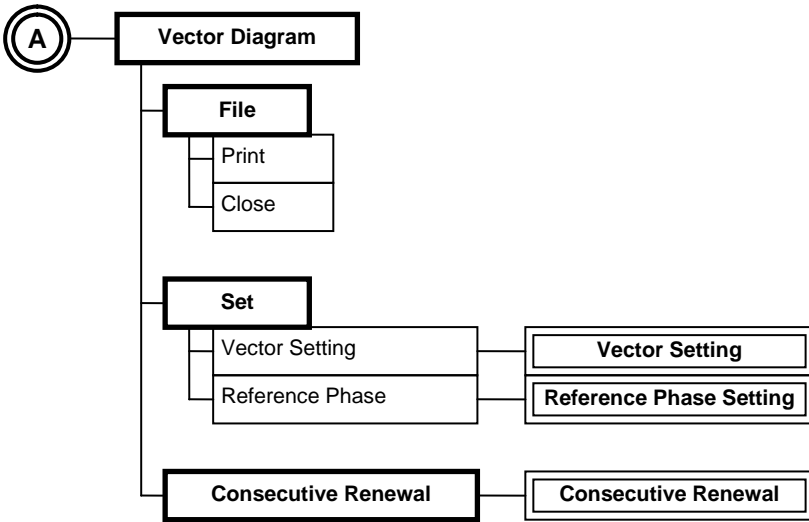 A
Vector Diagram
File
Print
Close
Set
Vector Setting
Vector Setting
Reference Phase
Reference Phase Setting
Consecutive Renewal
Consecutive Renewal